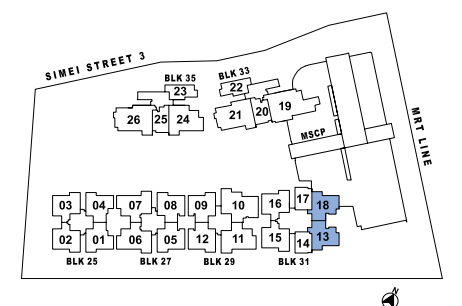 SIMEI STREET 3
BLK 35
BLK 33
23
22
26 25 24
21 20 19
MSCP
MRT LINE
03 04 07 08 09 10 16 17 18
02 01 06 05 12 11 15 14 13
BLK 25 BLK 27 BLK 29 BLK 31
N